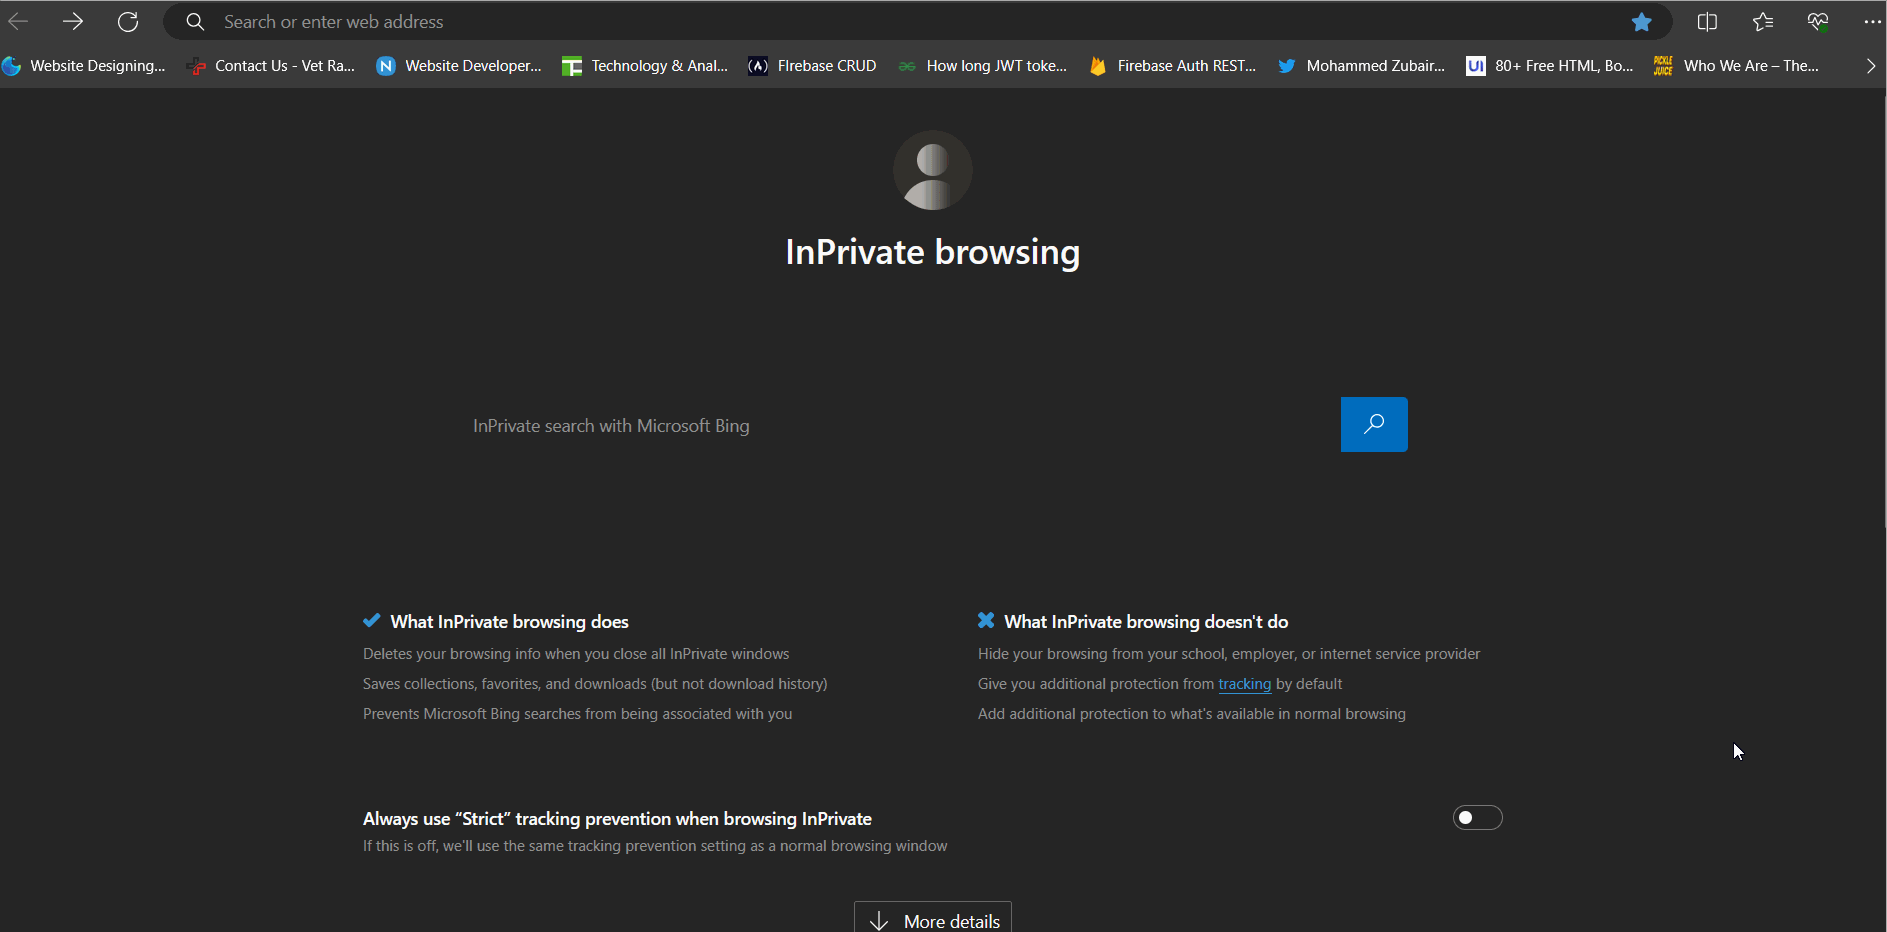 Search or enter web address
Website Designing... Contact Us - Vet Ra... N Website Developer... Technology & Anal... FIrebase CRUD How long JWT toke... Firebase Auth REST... Mohammed Zubair... UI 80+ Free HTML, Bo... PICKLE JUICE Who We Are – The...
InPrivate browsing
InPrivate search with Microsoft Bing
What InPrivate browsing does
Deletes your browsing info when you close all InPrivate windows
Saves collections, favorites, and downloads (but not download history)
Prevents Microsoft Bing searches from being associated with you
What InPrivate browsing doesn't do
Hide your browsing from your school, employer, or internet service provider
Give you additional protection from tracking by default
Add additional protection to what's available in normal browsing
Always use “Strict” tracking prevention when browsing InPrivate
If this is off, we'll use the same tracking prevention setting as a normal browsing window
More details